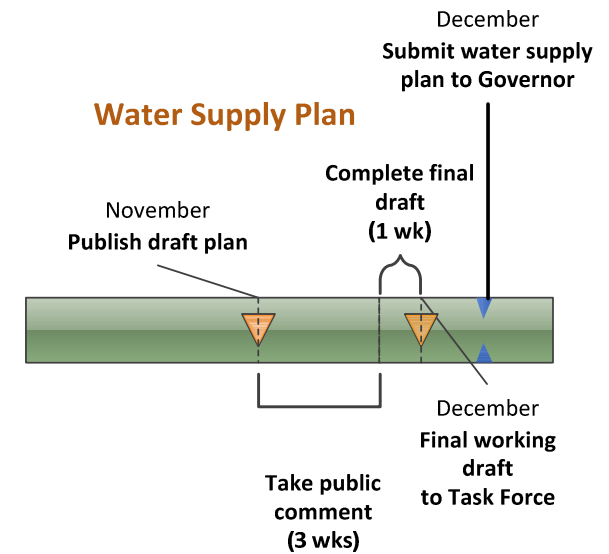 December
Submit water supply
plan to Governor
Water Supply Plan
Complete final
draft
(1 wk)
November
Publish draft plan
December
Final working
draft
to Task Force
Take public
comment
(3 wks)